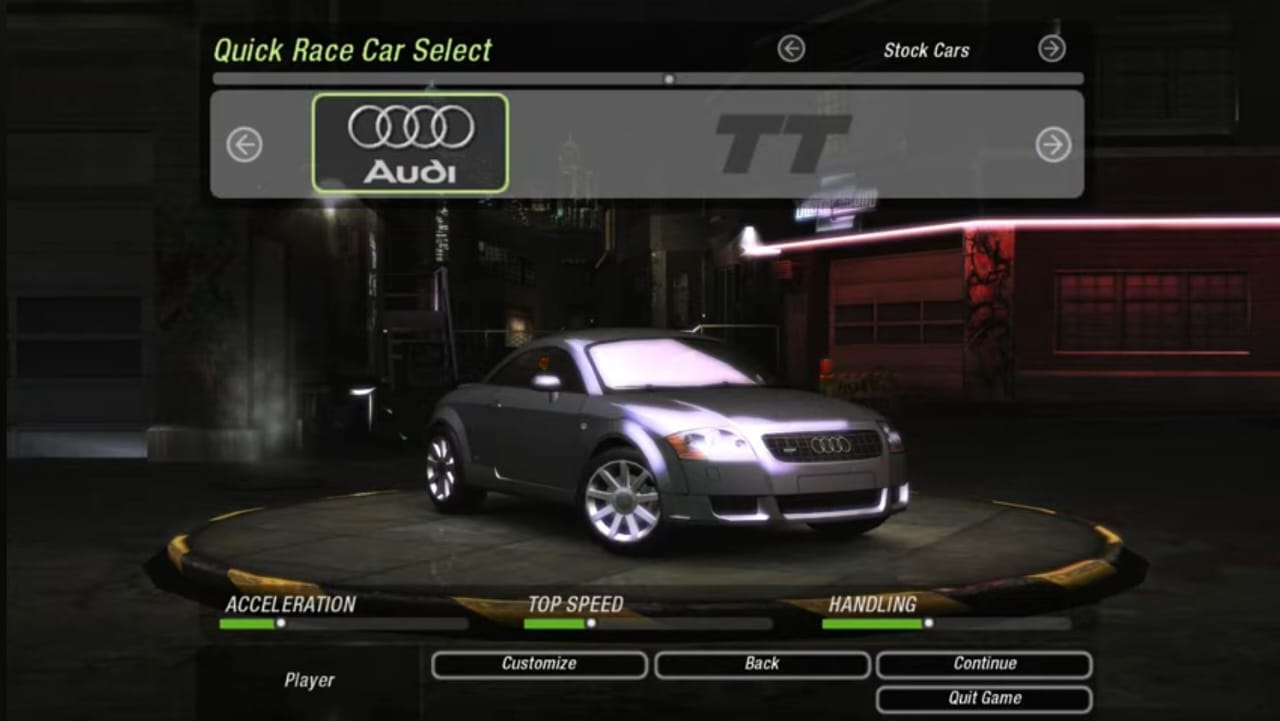 Quick Race Car Select
Stock Cars
Audi
TT
ACCELERATION
TOP SPEED
HANDLING
Player
Customize
Back
Continue
Quit Game